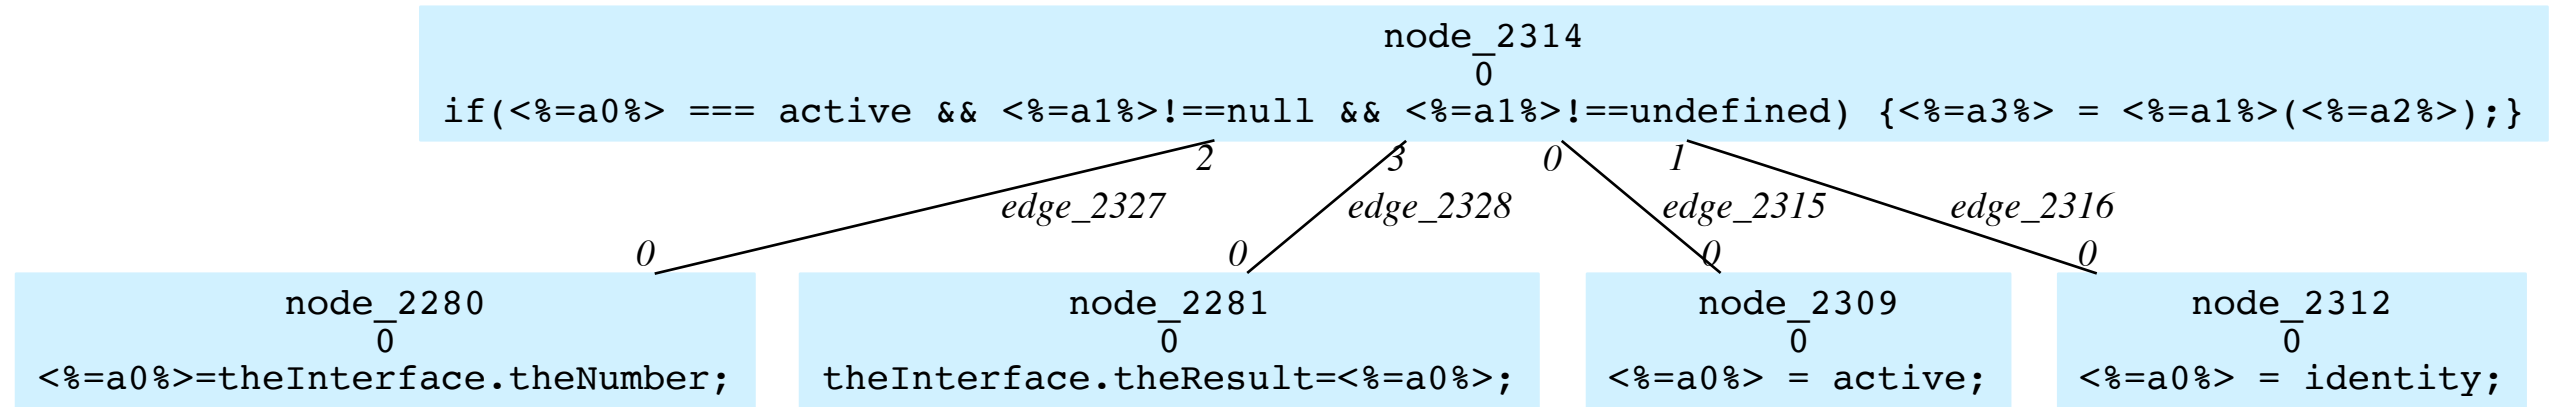 node_2314
0
if(<%=a0%> === active && <%=a1%>!==null && <%=a1%>!==undefined) {<%=a3%> = <%=a1%>(<%=a2%>);}
2 3 0 1
edge_2327 edge_2328 edge_2315 edge_2316
0 0 0 0
node_2280
0
<%=a0%>=theInterface.theNumber;
node_2281
0
theInterface.theResult=<%=a0%>;
node_2309
0
<%=a0%> = active;
node_2312
0
<%=a0%> = identity;